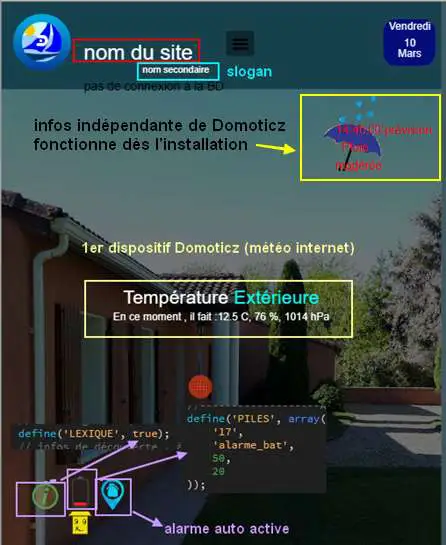 Vendredi
10
Mars
nom du site
nom secondaire
slogan
pas de connexion à la BD
infos indépendante de Domoticz
fonctionne dès l'installation
prévision
Pluie
modérée
1er dispositif Domoticz (météo internet)
Température Extérieure
En ce moment , il fait :12.5 C, 76 %, 1014 hPa
define('PILES', array(
'17',
'alarme_bat',
50,
20
));
define('LEXIQUE', true);
// infos de découverte
i
alarme auto active